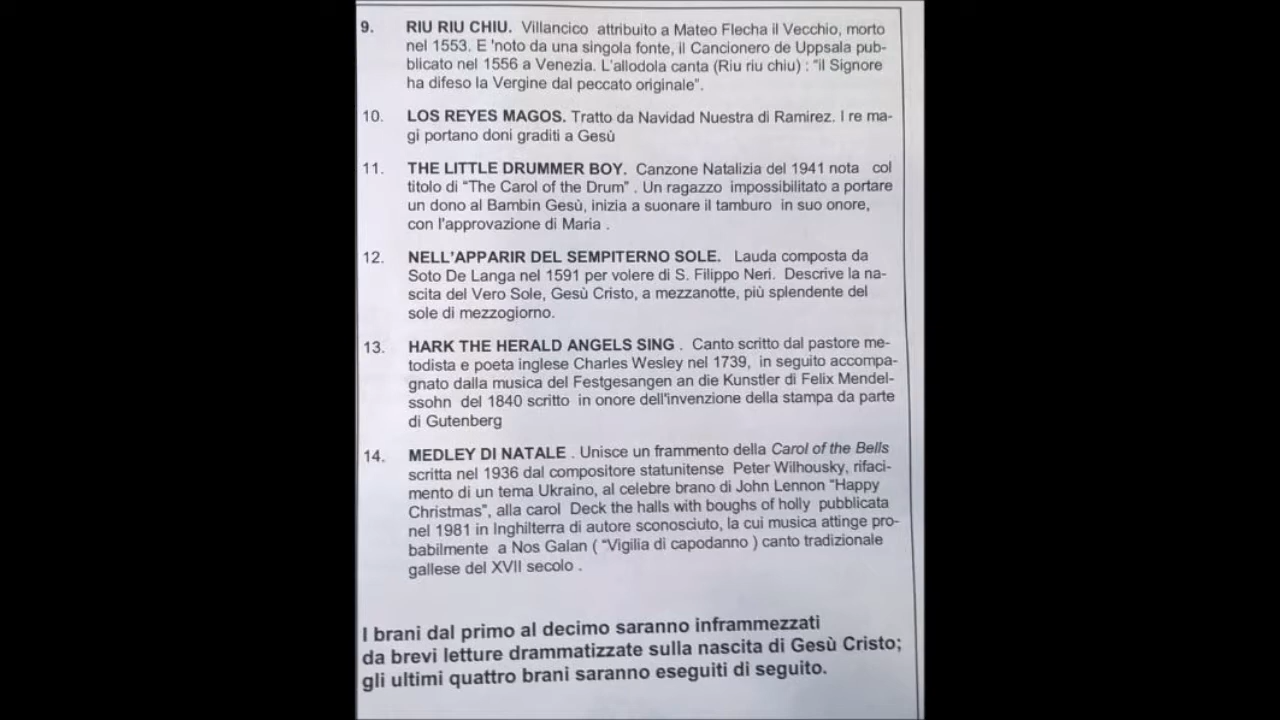 9. RIU RIU CHIU. Villancico attribuito a Mateo Flecha il Vecchio, morto
nel 1553. E 'noto da una singola fonte, il Cancionero de Uppsala pub-
blicato nel 1556 a Venezia. L'allodola canta (Riu riu chiu) : "il Signore
ha difeso la Vergine dal peccato originale".
10. LOS REYES MAGOS. Tratto da Navidad Nuestra di Ramirez. I re ma-
gi portano doni graditi a Gesù
11. THE LITTLE DRUMMER BOY. Canzone Natalizia del 1941 nota col
titolo di "The Carol of the Drum" . Un ragazzo impossibilitato a portare
un dono al Bambin Gesù, inizia a suonare il tamburo in suo onore,
con l'approvazione di Maria .
12. NELL'APPARIR DEL SEMPITERNO SOLE. Lauda composta da
Soto De Langa nel 1591 per volere di S. Filippo Neri. Descrive la na-
scita del Vero Sole, Gesù Cristo, a mezzanotte, più splendente del
sole di mezzogiorno.
13. HARK THE HERALD ANGELS SING . Canto scritto dal pastore me-
todista e poeta inglese Charles Wesley nel 1739, in seguito accompa-
gnato dalla musica del Festgesangen an die Kunstler di Felix Mendel-
ssohn del 1840 scritto in onore dell'invenzione della stampa da parte
di Gutenberg
14. MEDLEY DI NATALE . Unisce un frammento della Carol of the Bells
scritta nel 1936 dal compositore statunitense Peter Wilhousky, rifaci-
mento di un tema Ukraino, al celebre brano di John Lennon "Happy
Christmas", alla carol Deck the halls with boughs of holly pubblicata
nel 1981 in Inghilterra di autore sconosciuto, la cui musica attinge pro-
babilmente a Nos Galan ( "Vigilia di capodanno ) canto tradizionale
gallese del XVII secolo .
I brani dal primo al decimo saranno inframmezzati
da brevi letture drammatizzate sulla nascita di Gesù Cristo;
gli ultimi quattro brani saranno eseguiti di seguito.